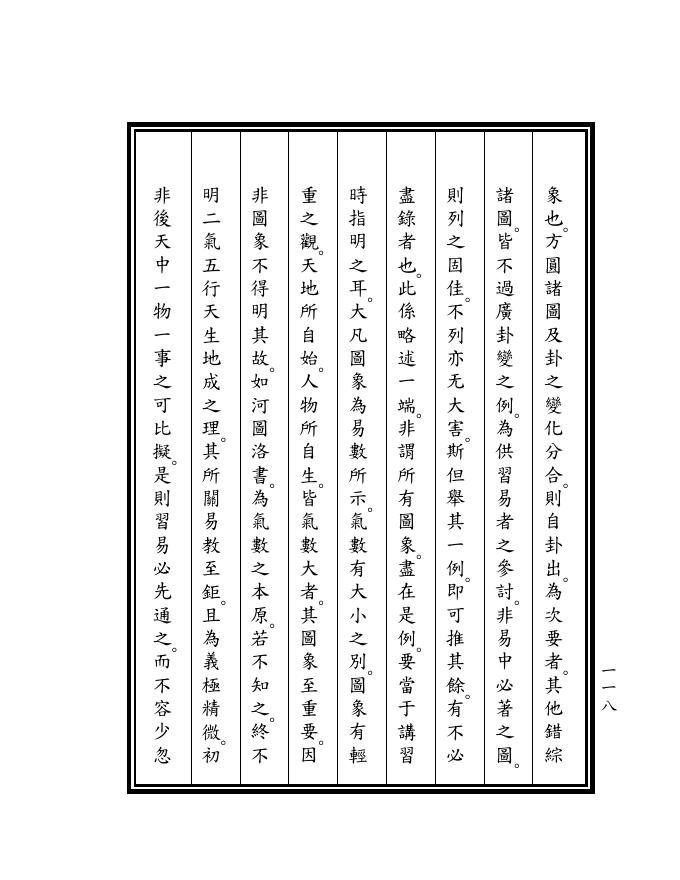 象也。方圓諸圖及卦之變化分合。則自卦出。為次要者。其他錯綜
諸圖。皆不過廣卦變之例。為供習易者之參討。非易中必著之圖。
則列之固佳。不列亦无大害。斯但舉其一例。即可推其餘。有不必
盡錄者也。此係略述一端。非謂所有圖象。盡在是例。要當于講習
時指明之耳。大凡圖象為易數所示。氣數有大小之別。圖象有輕
重之觀。天地所自始。人物所自生。皆氣數大者。其圖象至重要。因
非圖象不得明其故。如河圖洛書。為氣數之本原。若不知之。終不
明二氣五行天生地成之理。其所關易教至鉅。且為義極精微。初
非後天中一物一事之可比擬。是則習易必先通之。而不容少忽
一一八